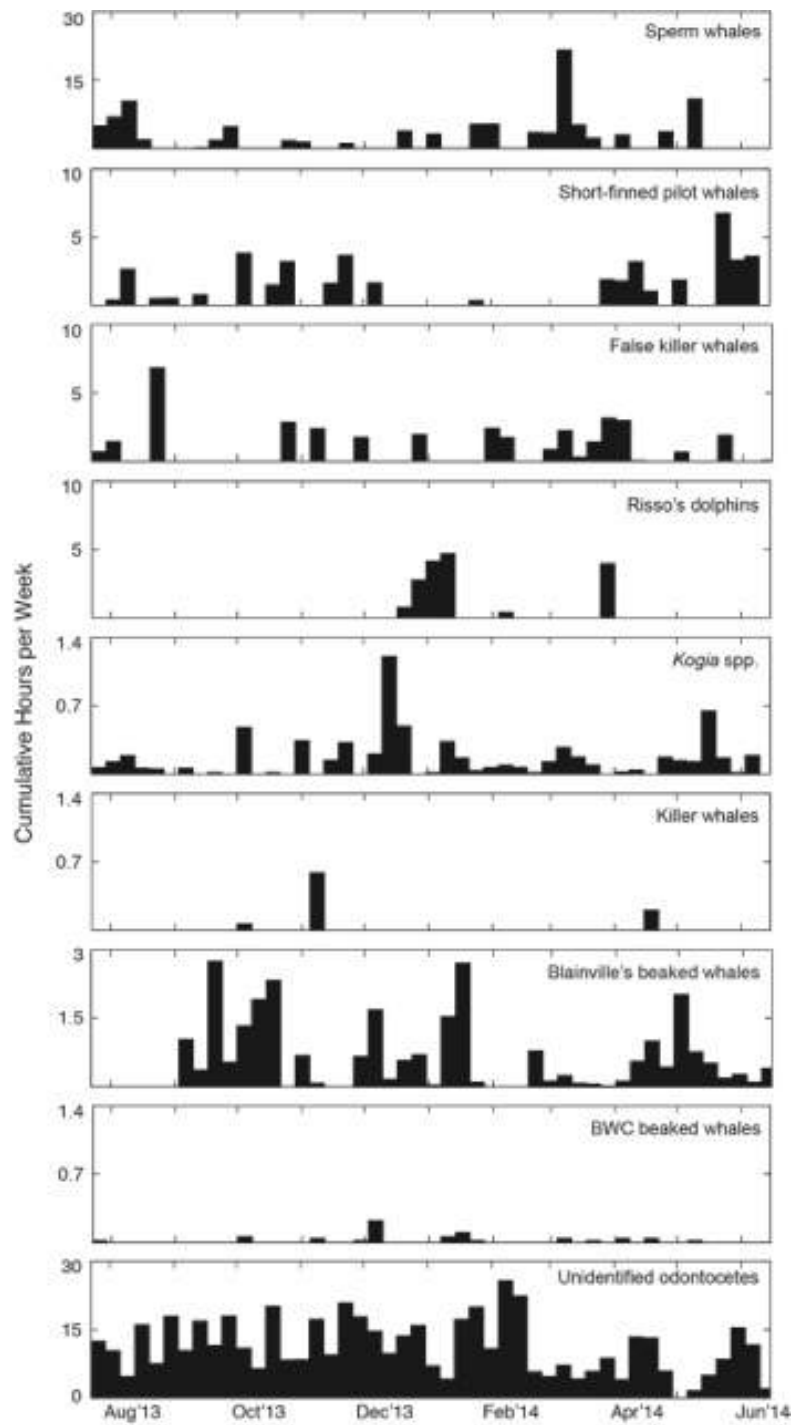 Cumulative Hours per Week
30
15
Sperm whales
10
5
Short-finned pilot whales
10
5
False killer whales
10
5
Risso's dolphins
1.4
0.7
Kogia spp.
1.4
0.7
Killer whales
3
1.5
Blainville's beaked whales
1.4
0.7
BWC beaked whales
30
15
0
Unidentified odontocetes
Aug'13 Oct'13 Dec'13 Feb'14 Apr'14 Jun'14